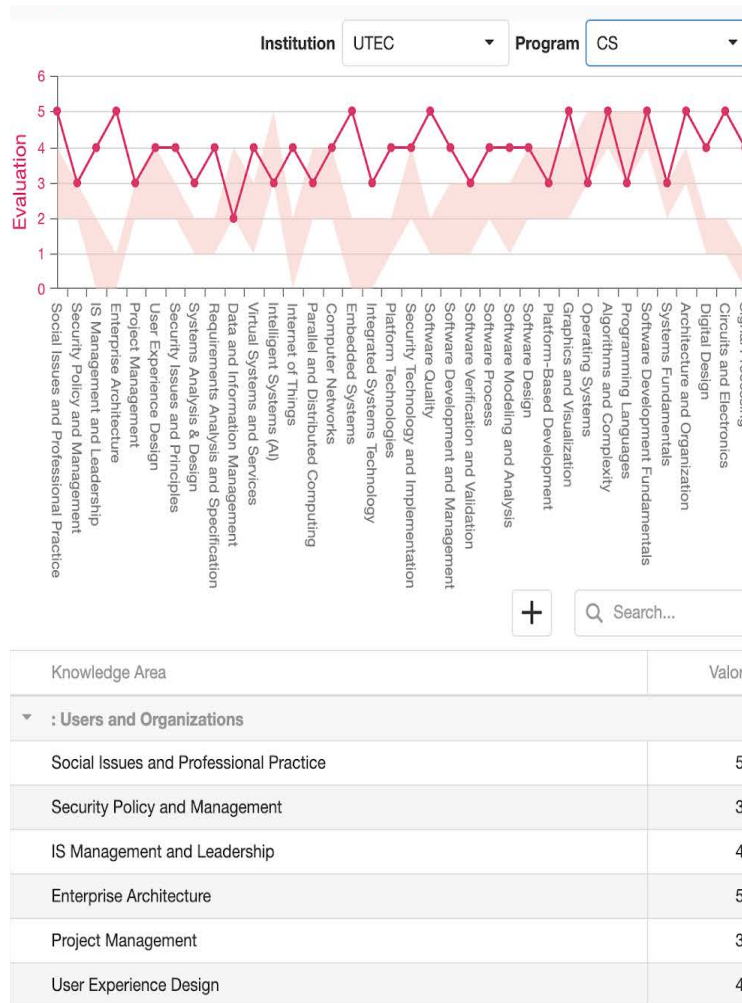 Institution UTEC Program CS
Evaluation
6
5
4
3
2
1
0
Social Issues and Professional Practice
Security Policy and Management
IS Management and Leadership
Enterprise Architecture
Project Management
User Experience Design
Security Issues and Principles
Systems Analysis & Design
Requirements Analysis and Specification
Data and Information Management
Virtual Systems and Services
Intelligent Systems (AI)
Internet of Things
Parallel and Distributed Computing
Computer Networks
Embedded Systems
Integrated Systems Technology
Platform Technologies
Security Technology and Implementation
Software Quality
Software Development and Management
Software Verification and Validation
Software Process
Software Modeling and Analysis
Software Design
Platform-Based Development
Graphics and Visualization
Operating Systems
Algorithms and Complexity
Programming Languages
Software Development Fundamentals
Systems Fundamentals
Architecture and Organization
Digital Design
Circuits and Electronics
+ Search...
Knowledge Area Valor
: Users and Organizations
Social Issues and Professional Practice 5
Security Policy and Management 3
IS Management and Leadership 4
Enterprise Architecture 5
Project Management 3
User Experience Design 4